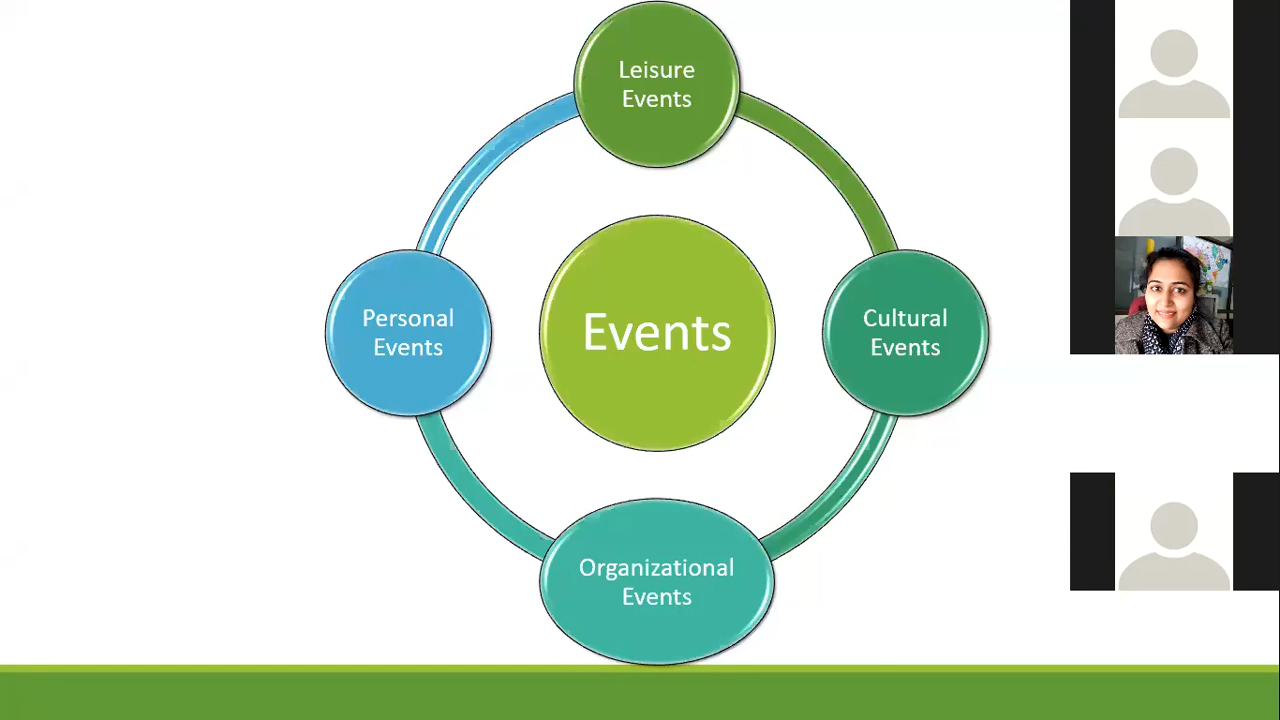 Leisure
Events
Personal
Events
Events
Cultural
Events
Organizational
Events